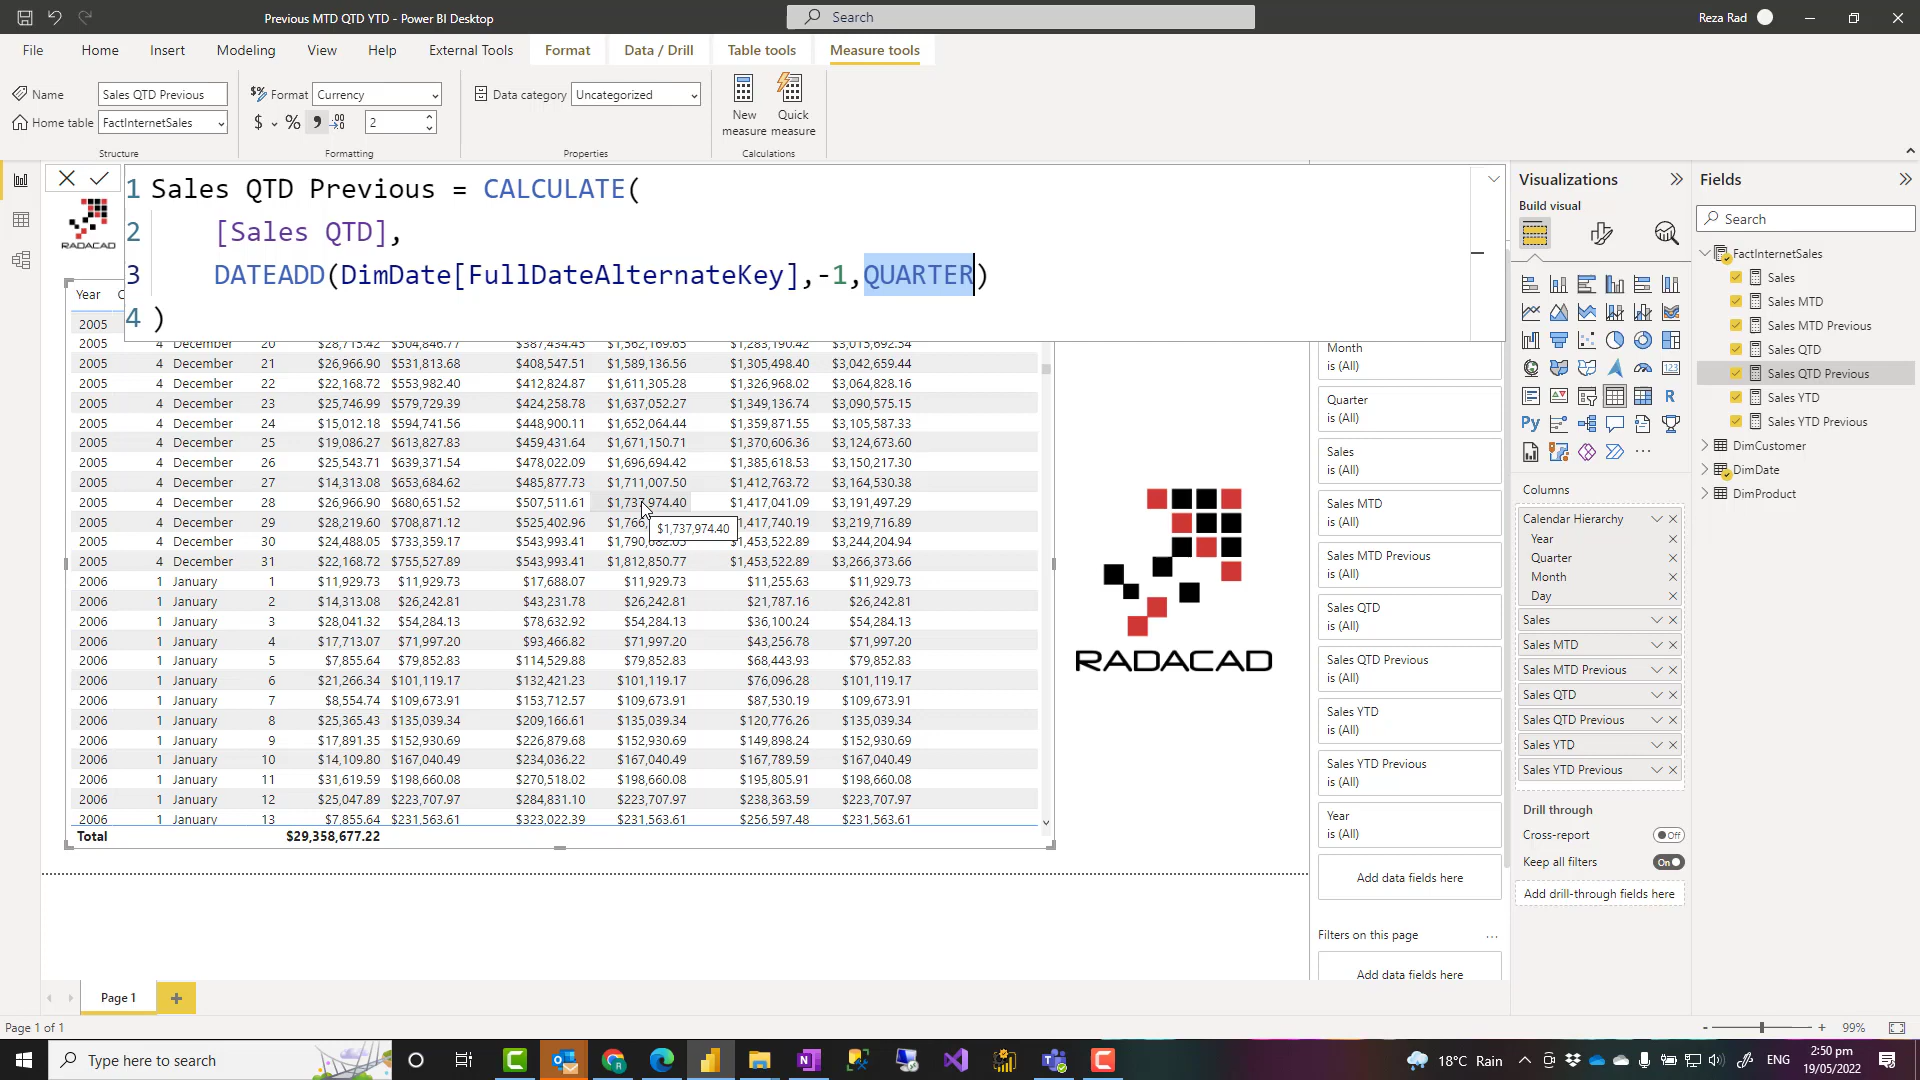 Previous MTD QTD YTD - Power BI Desktop
Search
Reza Rad
File Home Insert Modeling View Help External Tools Format Data / Drill Table tools Measure tools
Name Sales QTD Previous
Home table FactInternetSales
Structure
Format Currency
$ % 9 .00 2
Formatting
Data category Uncategorized
Properties
New measure
Quick measure
Calculations
1 Sales QTD Previous = CALCULATE(
2 [Sales QTD],
3 DATEADD(DimDate[FullDateAlternateKey],-1,QUARTER)
4 )
RADACAD
Year
2005
2005 4 December 20 $28,715.42 $504,846.77 $387,434.45 $1,562,169.65 $1,283,190.42 $3,015,692.54
2005 4 December 21 $26,966.90 $531,813.68 $408,547.51 $1,589,136.56 $1,305,498.40 $3,042,659.44
2005 4 December 22 $22,168.72 $553,982.40 $412,824.87 $1,611,305.28 $1,326,968.02 $3,064,828.16
2005 4 December 23 $25,746.99 $579,729.39 $424,258.78 $1,637,052.27 $1,349,136.74 $3,090,575.15
2005 4 December 24 $15,012.18 $594,741.56 $448,900.11 $1,652,064.44 $1,359,871.55 $3,105,587.33
2005 4 December 25 $19,086.27 $613,827.83 $459,431.64 $1,671,150.71 $1,370,606.36 $3,124,673.60
2005 4 December 26 $25,543.71 $639,371.54 $478,022.09 $1,696,694.42 $1,385,618.53 $3,150,217.30
2005 4 December 27 $14,313.08 $653,684.62 $485,877.73 $1,711,007.50 $1,412,763.72 $3,164,530.38
2005 4 December 28 $26,966.90 $680,651.52 $507,511.61 $1,737,974.40 $1,417,041.09 $3,191,497.29
2005 4 December 29 $28,219.60 $708,871.12 $525,402.96 $1,766, $1,417,740.19 $3,219,716.89
$1,737,974.40
2005 4 December 30 $24,488.05 $733,359.17 $543,993.41 $1,790,682.05 $1,453,522.89 $3,244,204.94
2005 4 December 31 $22,168.72 $755,527.89 $543,993.41 $1,812,850.77 $1,453,522.89 $3,266,373.66
2006 1 January 1 $11,929.73 $11,929.73 $17,688.07 $11,929.73 $11,255.63 $11,929.73
2006 1 January 2 $14,313.08 $26,242.81 $43,231.78 $26,242.81 $21,787.16 $26,242.81
2006 1 January 3 $28,041.32 $54,284.13 $78,632.92 $54,284.13 $36,100.24 $54,284.13
2006 1 January 4 $17,713.07 $71,997.20 $93,466.82 $71,997.20 $43,256.78 $71,997.20
2006 1 January 5 $7,855.64 $79,852.83 $114,529.88 $79,852.83 $68,443.93 $79,852.83
2006 1 January 6 $21,266.34 $101,119.17 $132,421.23 $101,119.17 $76,096.28 $101,119.17
2006 1 January 7 $8,554.74 $109,673.91 $153,712.57 $109,673.91 $87,530.19 $109,673.91
2006 1 January 8 $25,365.43 $135,039.34 $209,166.61 $135,039.34 $120,776.26 $135,039.34
2006 1 January 9 $17,891.35 $152,930.69 $226,879.68 $152,930.69 $149,898.24 $152,930.69
2006 1 January 10 $14,109.80 $167,040.49 $234,036.22 $167,040.49 $167,789.59 $167,040.49
2006 1 January 11 $31,619.59 $198,660.08 $270,518.02 $198,660.08 $195,805.91 $198,660.08
2006 1 January 12 $25,047.89 $223,707.97 $284,831.10 $223,707.97 $238,363.59 $223,707.97
2006 1 January 13 $7,855.64 $231,563.61 $323,022.39 $231,563.61 $256,597.48 $231,563.61
Total $29,358,677.22
RADACAD
Month
is (All)
Quarter
is (All)
Sales
is (All)
Sales MTD
is (All)
Sales MTD Previous
is (All)
Sales QTD
is (All)
Sales QTD Previous
is (All)
Sales YTD
is (All)
Sales YTD Previous
is (All)
Year
is (All)
Add data fields here
Filters on this page ...
Add data fields here
Visualizations
Build visual
123
R
Py
...
Columns
Calendar Hierarchy
Year
Quarter
Month
Day
Sales
Sales MTD
Sales MTD Previous
Sales QTD
Sales QTD Previous
Sales YTD
Sales YTD Previous
Drill through
Cross-report Off
Keep all filters On
Add drill-through fields here
Fields
Search
FactInternetSales
Sales
Sales MTD
Sales MTD Previous
Sales QTD
Sales QTD Previous
Sales YTD
Sales YTD Previous
DimCustomer
DimDate
DimProduct
Page 1
Page 1 of 1
- + 99%
Type here to search
18°C Rain
ENG
2:50 pm
19/05/2022